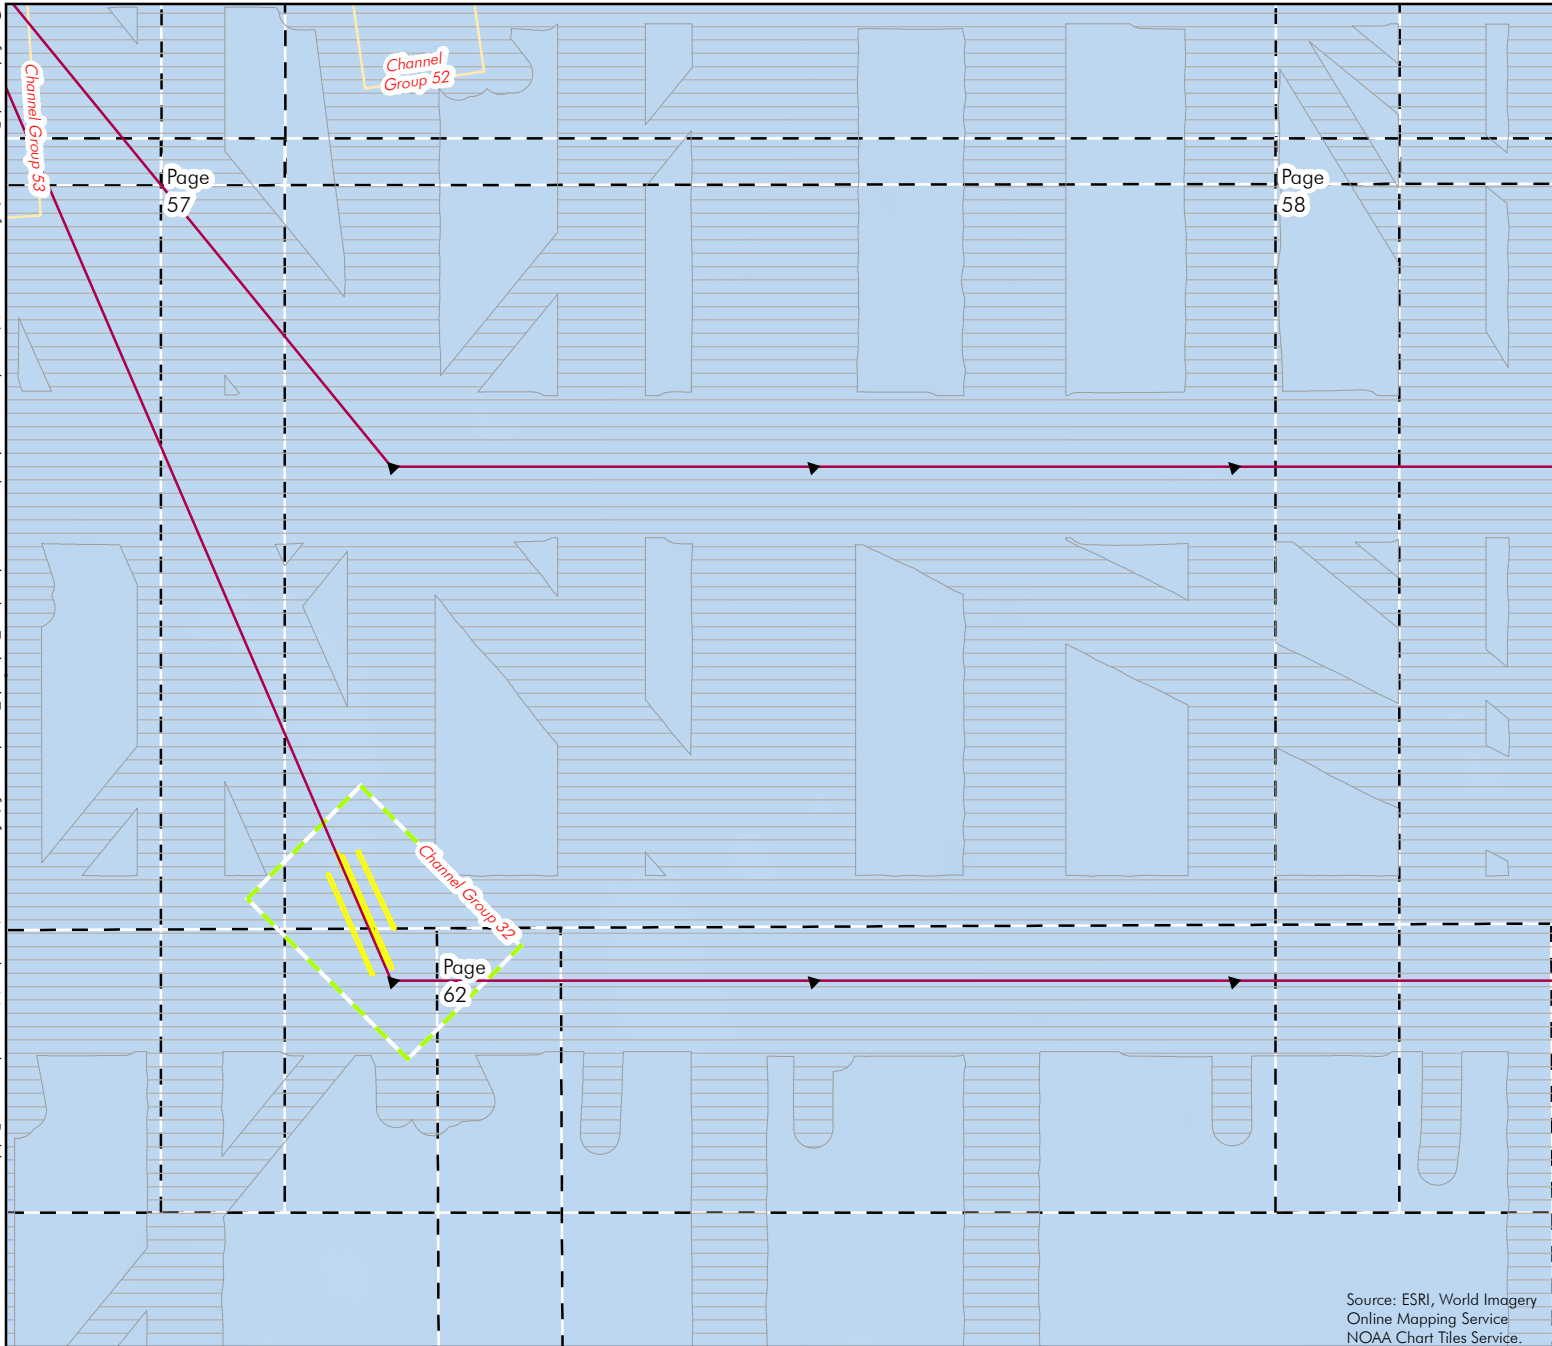 Channel
Group 52
Channel Group 53
Page
57
Page
58
Channel Group 32
Page
62
Source: ESRI, World Imagery
Online Mapping Service
NOAA Chart Tiles Service.